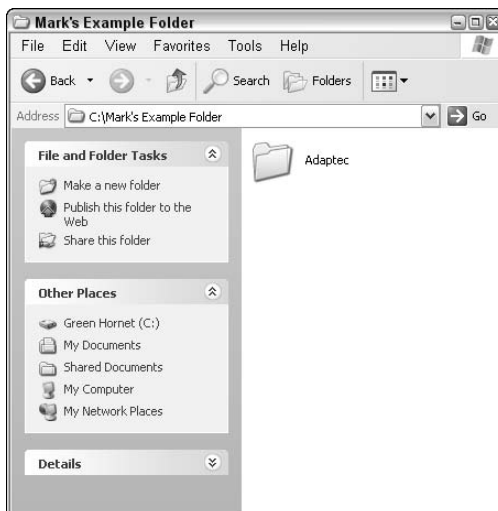 Mark's Example Folder
File Edit View Favorites Tools Help
Back Search Folders
Address C:\Mark's Example Folder Go
File and Folder Tasks
Make a new folder
Publish this folder to the
Web
Share this folder
Adaptec
Other Places
Green Hornet (C:)
My Documents
Shared Documents
My Computer
My Network Places
Details